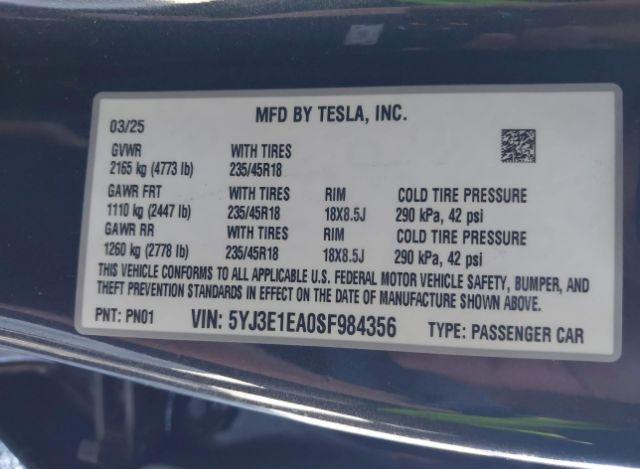 MFD BY TESLA, INC.
03/25
GVWR WITH TIRES
2165 kg (4773 lb) 235/45R18
GAWR FRT WITH TIRES RIM COLD TIRE PRESSURE
1110 kg (2447 lb) 235/45R18 18X8.5J 290 kPa, 42 psi
GAWR RR WITH TIRES RIM COLD TIRE PRESSURE
1260 kg (2778 lb) 235/45R18 18X8.5J 290 kPa, 42 psi
THIS VEHICLE CONFORMS TO ALL APPLICABLE U.S. FEDERAL MOTOR VEHICLE SAFETY, BUMPER, AND
THEFT PREVENTION STANDARDS IN EFFECT ON THE DATE OF MANUFACTURE SHOWN ABOVE.
PNT: PN01 VIN: 5YJ3E1EA0SF984356 TYPE: PASSENGER CAR